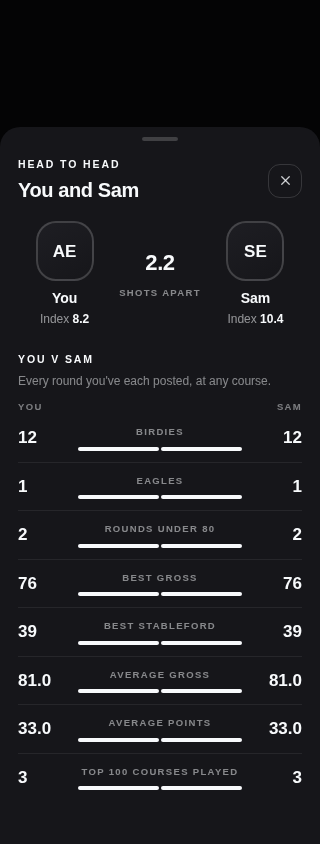 HEAD TO HEAD
You and Sam
AE
2.2
SHOTS APART
SE
You
Index 8.2
Sam
Index 10.4
YOU V SAM
Every round you've each posted, at any course.
YOU SAM
12 BIRDIES 12
1 EAGLES 1
2 ROUNDS UNDER 80 2
76 BEST GROSS 76
39 BEST STABLEFORD 39
81.0 AVERAGE GROSS 81.0
33.0 AVERAGE POINTS 33.0
3 TOP 100 COURSES PLAYED 3